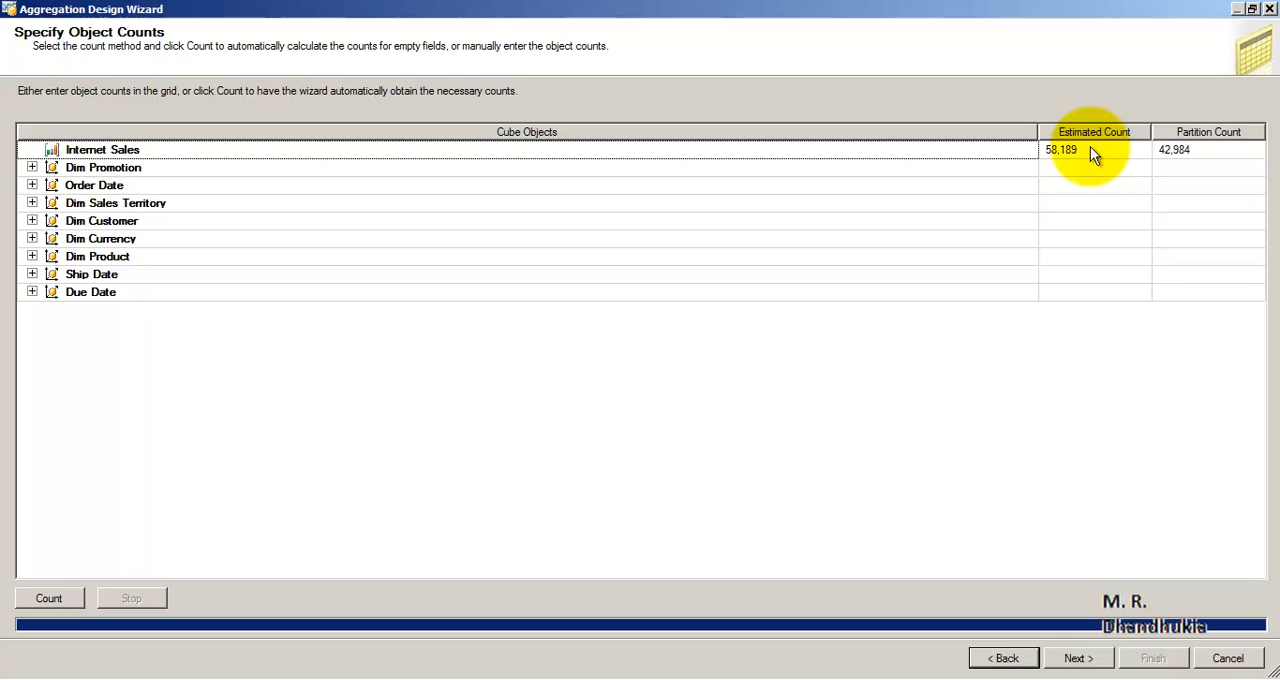 Aggregation Design Wizard
Specify Object Counts
Select the count method and click Count to automatically calculate the counts for empty fields, or manually enter the object counts.
Either enter object counts in the grid, or click Count to have the wizard automatically obtain the necessary counts.
Cube Objects Estimated Count Partition Count
Internet Sales 58,189 42,984
Dim Promotion
Order Date
Dim Sales Territory
Dim Customer
Dim Currency
Dim Product
Ship Date
Due Date
Count Stop
M. R.
Dhandhukia
< Back Next > Finish Cancel